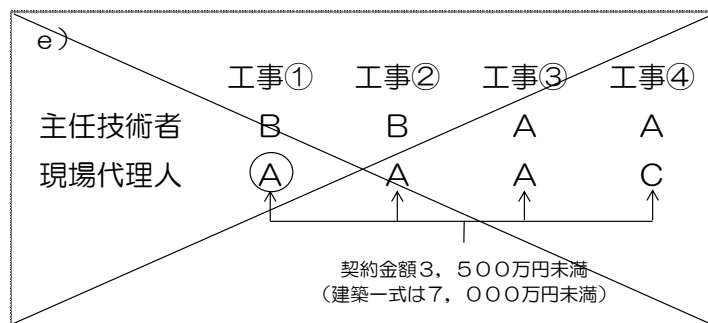 e）
工事① 工事② 工事③ 工事④
主任技術者 B B A A
現場代理人 A A A C
契約金額３，５００万円未満
（建築一式は７，０００万円未満）